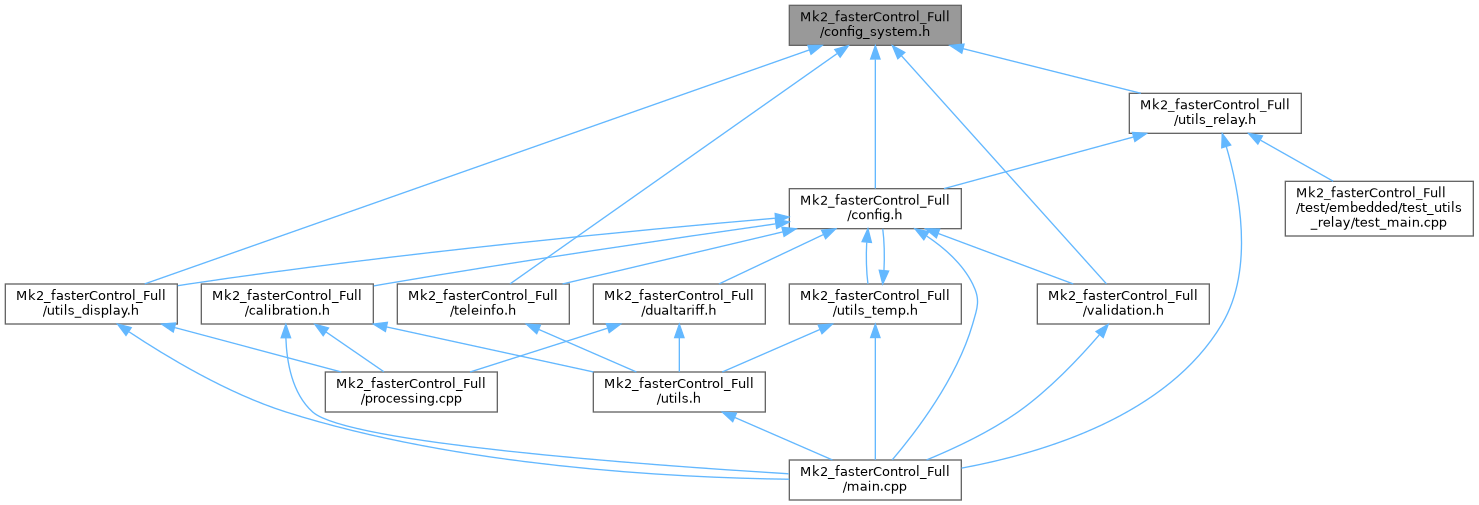 Mk2_fasterControl_Full
/config_system.h
Mk2_fasterControl_Full
/utils_relay.h
Mk2_fasterControl_Full
/config.h
Mk2_fasterControl_Full
/test/embedded/test_utils
_relay/test_main.cpp
Mk2_fasterControl_Full
/utils_display.h
Mk2_fasterControl_Full
/calibration.h
Mk2_fasterControl_Full
/teleinfo.h
Mk2_fasterControl_Full
/dualtariff.h
Mk2_fasterControl_Full
/utils_temp.h
Mk2_fasterControl_Full
/validation.h
Mk2_fasterControl_Full
/processing.cpp
Mk2_fasterControl_Full
/utils.h
Mk2_fasterControl_Full
/main.cpp